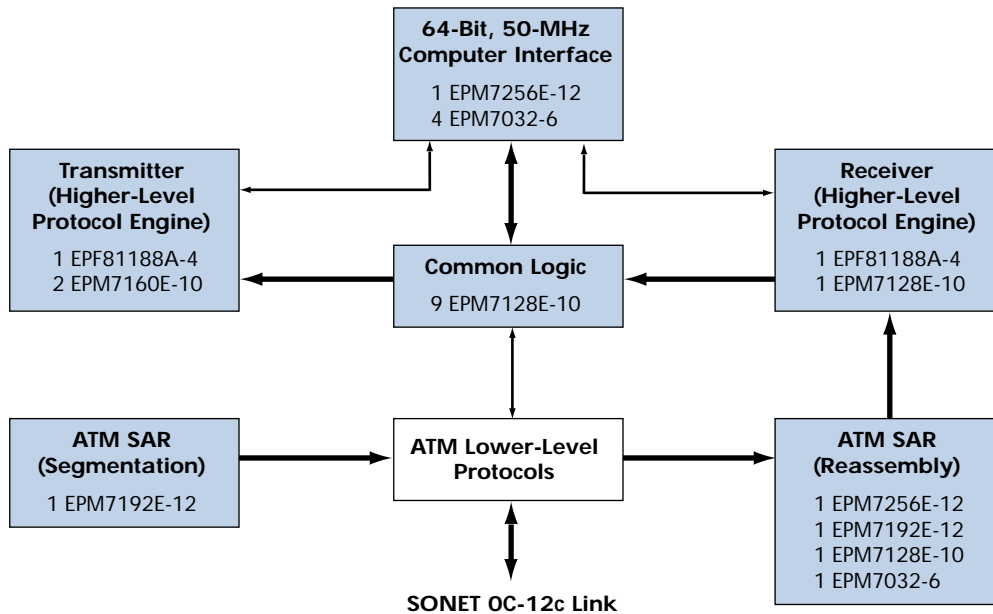 64-Bit, 50-MHz
Computer Interface
1 EPM7256E-12
4 EPM7032-6
Transmitter
(Higher-Level
Protocol Engine)
1 EPF81188A-4
2 EPM7160E-10
Common Logic
9 EPM7128E-10
Receiver
(Higher-Level
Protocol Engine)
1 EPF81188A-4
1 EPM7128E-10
ATM SAR
(Segmentation)
1 EPM7192E-12
ATM Lower-Level
Protocols
ATM SAR
(Reassembly)
1 EPM7256E-12
1 EPM7192E-12
1 EPM7128E-10
1 EPM7032-6
SONET 0C-12c Link